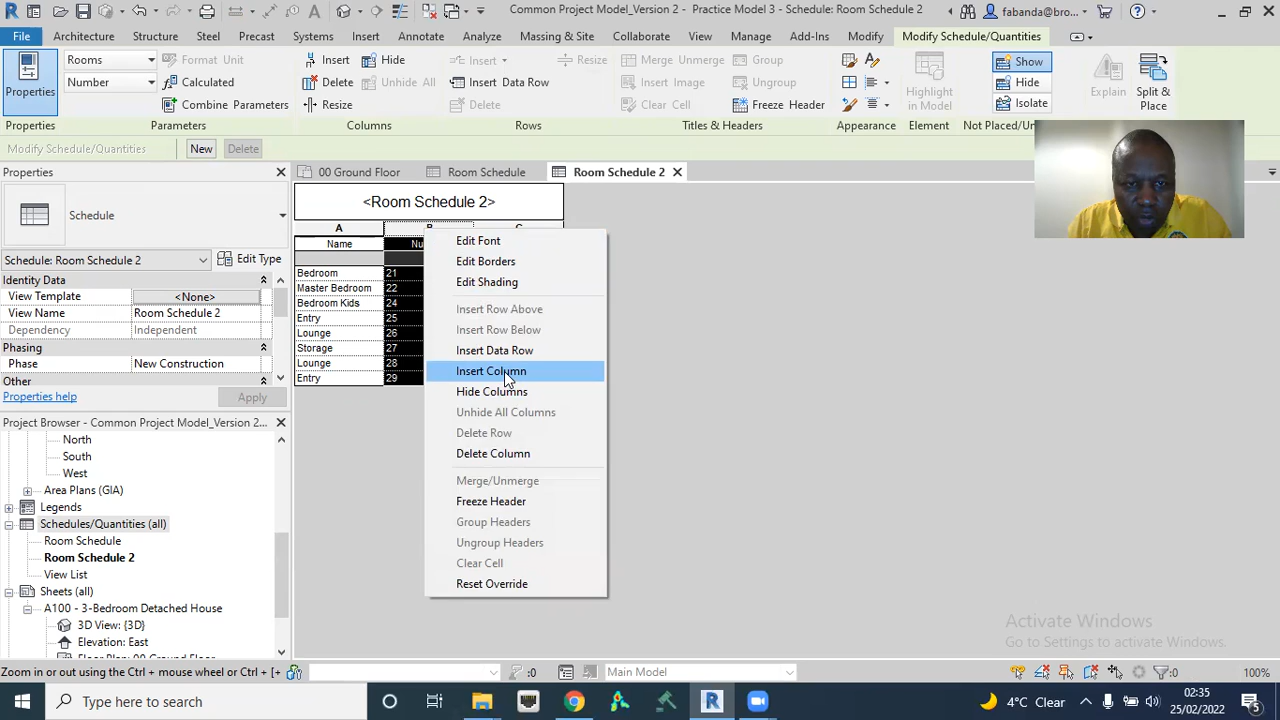 Common Project Model_Version 2 - Practice Model 3 - Schedule: Room Schedule 2
fabanda@bro...
File Architecture Structure Steel Precast Systems Insert Annotate Analyze Massing & Site Collaborate View Manage Add-Ins Modify Modify Schedule/Quantities
Properties
Rooms
Format Unit
Insert
Hide
Insert
Resize
Merge Unmerge
Group
Show
Number
Calculated
Delete
Unhide All
Insert Data Row
Insert Image
Ungroup
Highlight in Model
Hide
Explain
Split & Place
Combine Parameters
Resize
Delete
Clear Cell
Freeze Header
Isolate
Properties Parameters Columns Rows Titles & Headers Appearance Element Not Placed/Un
Modify Schedule/Quantities New Delete
Properties
00 Ground Floor
Room Schedule
Room Schedule 2
Schedule
<Room Schedule 2>
A B C
Name Nu
Schedule: Room Schedule 2
Edit Type
Identity Data
View Template <None>
View Name Room Schedule 2
Dependency Independent
Phasing
Phase New Construction
Other
Properties help
Apply
Bedroom 21
Master Bedroom 22
Bedroom Kids 24
Entry 25
Lounge 26
Storage 27
Lounge 28
Entry 29
Edit Font
Edit Borders
Edit Shading
Insert Row Above
Insert Row Below
Insert Data Row
Insert Column
Hide Columns
Unhide All Columns
Delete Row
Delete Column
Merge/Unmerge
Freeze Header
Group Headers
Ungroup Headers
Clear Cell
Reset Override
Project Browser - Common Project Model_Version 2...
North
South
West
Area Plans (GIA)
Legends
Schedules/Quantities (all)
Room Schedule
Room Schedule 2
View List
Sheets (all)
A100 - 3-Bedroom Detached House
3D View: {3D}
Elevation: East
Activate Windows
Go to Settings to activate Windows.
Zoom in or out using the Ctrl + mouse wheel or Ctrl + [+
:0
Main Model
:0
100%
Type here to search
4°C Clear
02:35
25/02/2022
5